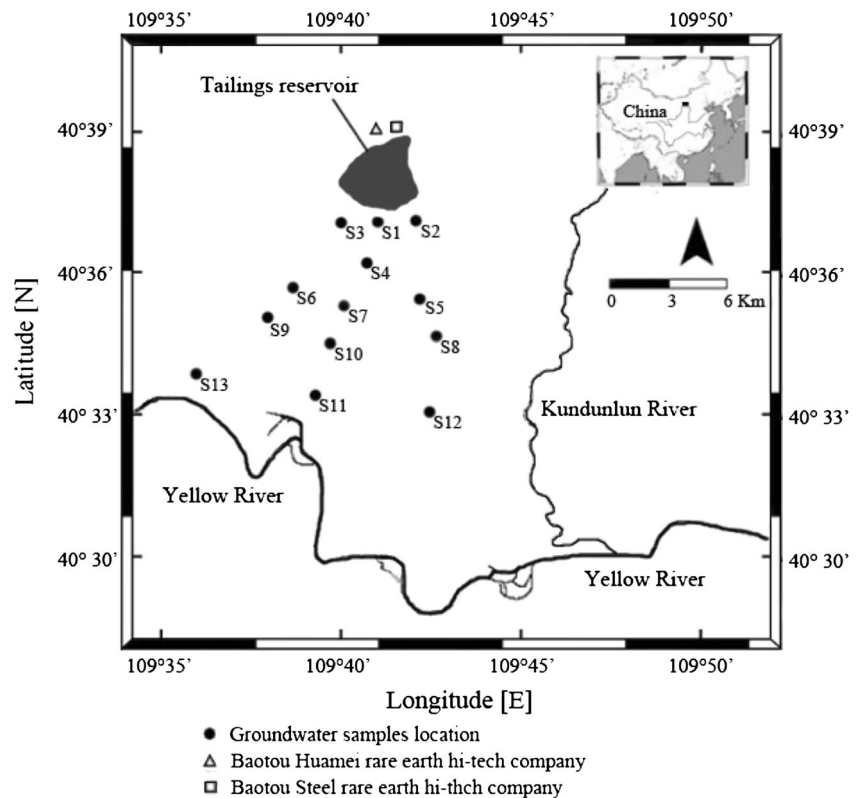 109°35’ 109°40’ 109°45’ 109°50’
Tailings reservoir
China
40°39’ 40°39’
S3 S1 S2
S4
40°36’ 40°36’
0 3 6 Km
S6
S7
S5
S9
S10
S8
S13
S11
S12
40°33’ 40°33’
Kundunlun River
Latitude [N]
Yellow River
40°30’ 40°30’
Yellow River
109°35’ 109°40’ 109°45’ 109°50’
Longitude [E]
Groundwater samples location
Baotou Huamei rare earth hi-tech company
Baotou Steel rare earth hi-thch company